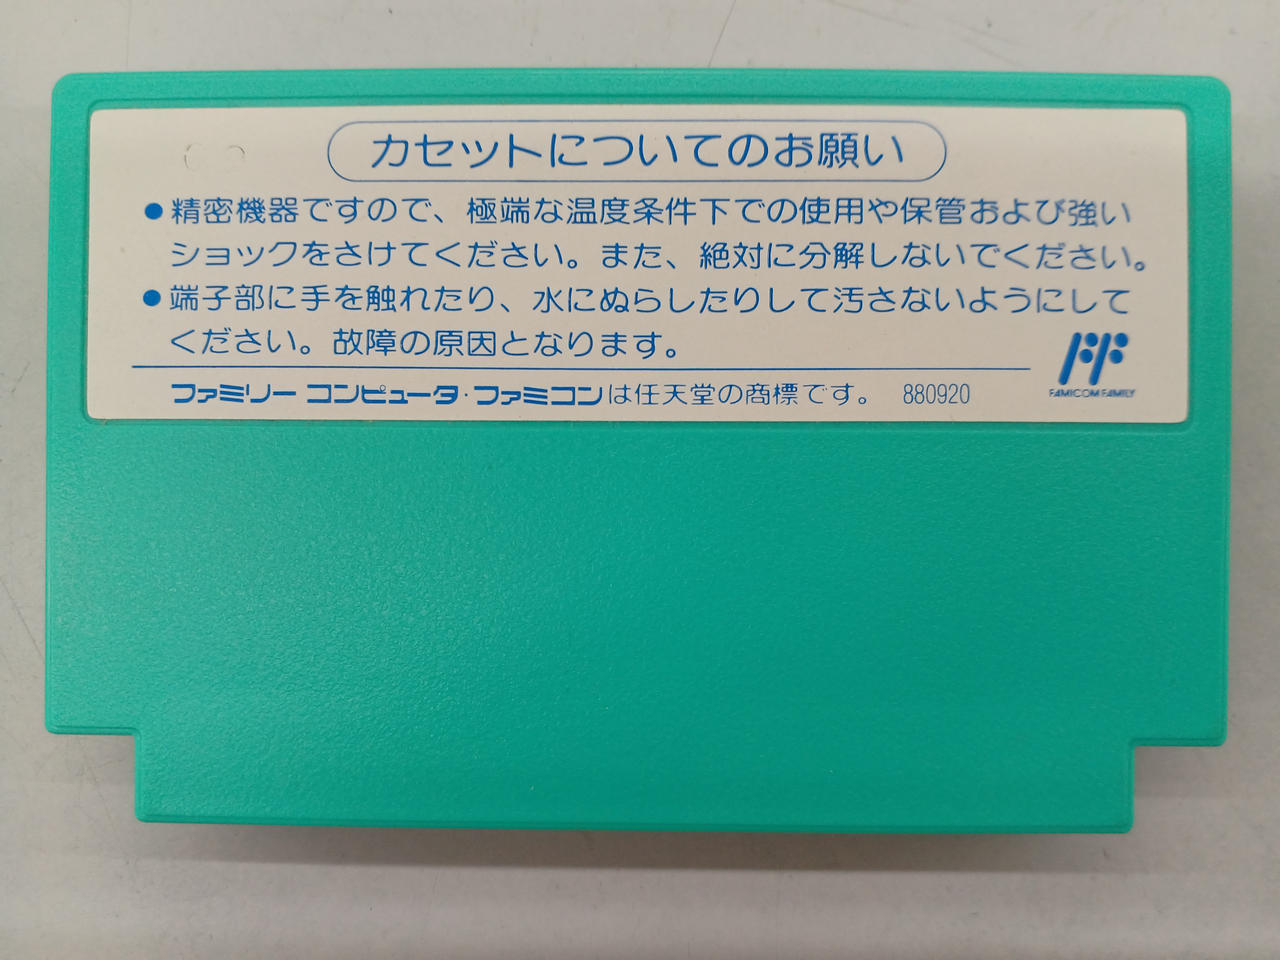 カセットについてのお願い
●精密機器ですので、極端な温度条件下での使用や保管および強い
ショックをさけてください。また、絶対に分解しないでください。
●端子部に手を触れたり、水にぬらしたりして汚さないようにして
ください。故障の原因となります。
ファミリー コンピュータ・ファミコンは任天堂の商標です。 880920
FF
FAMICOM FAMILY